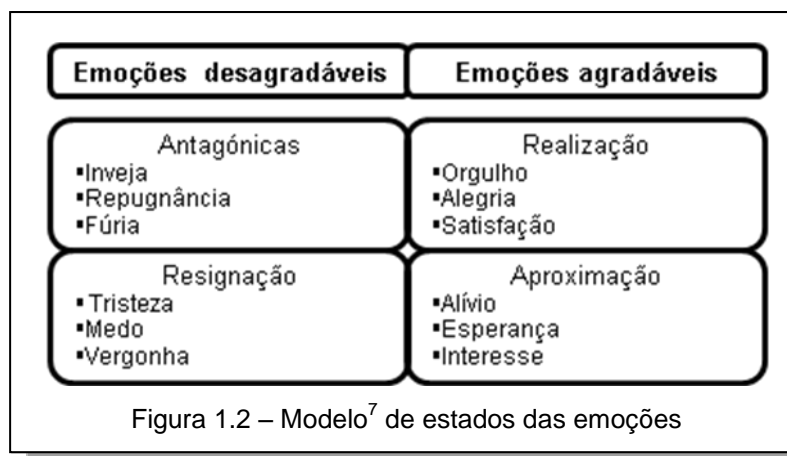 Emoções desagradáveis
Emoções agradáveis
Antagónicas
▪Inveja
▪Repugnância
▪Fúria
Realização
▪Orgulho
▪Alegria
▪Satisfação
Resignação
▪ Tristeza
▪Medo
▪Vergonha
Aproximação
▪Alívio
▪Esperança
▪Interesse
Figura 1.2 – Modelo⁷ de estados das emoções